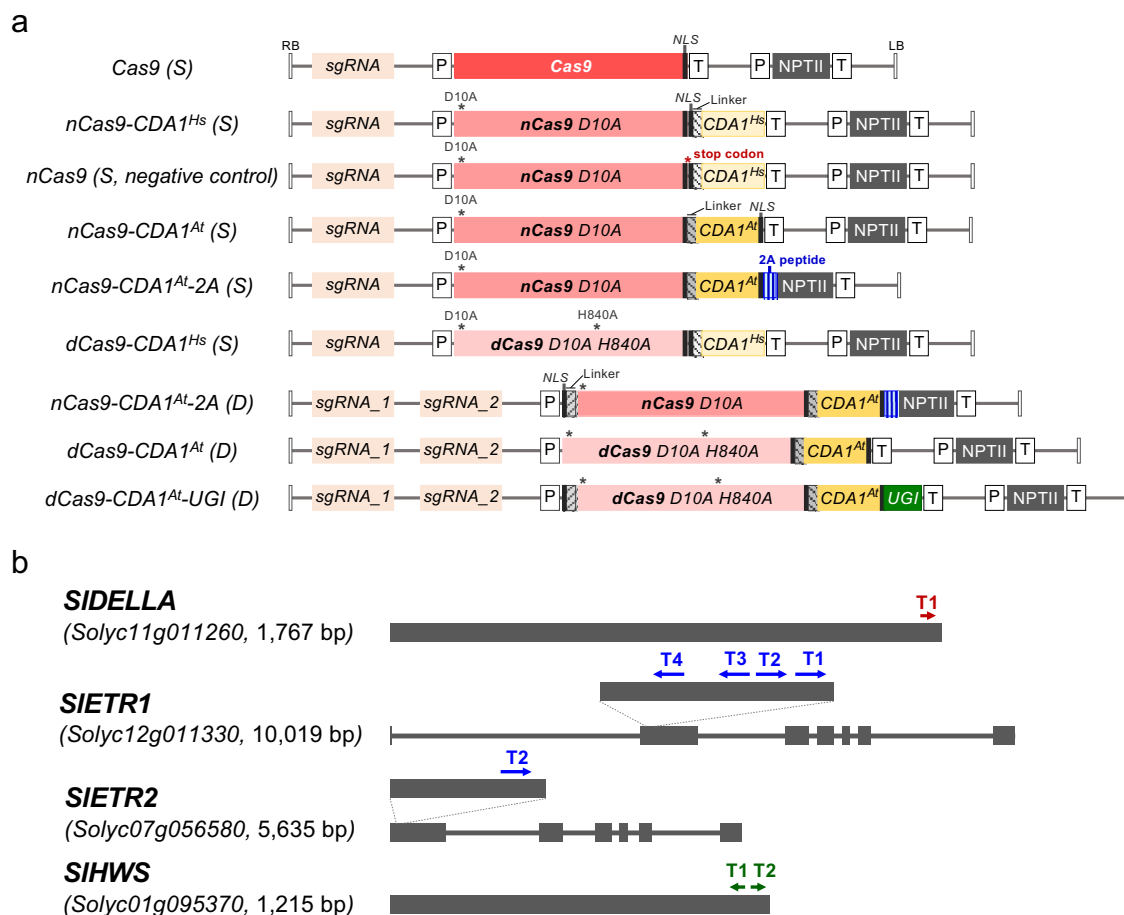 a
RB NLS LB
Cas9 (S) sgRNA P Cas9 T P NPTII T
D10A NLS Linker
* nCas9-CDA1Hs (S) sgRNA P nCas9 D10A CDA1Hs T P NPTII T
D10A * stop codon
* nCas9 (S, negative control) sgRNA P nCas9 D10A CDA1Hs T P NPTII T
D10A Linker NLS
* nCas9-CDA1At (S) sgRNA P nCas9 D10A CDA1At T P NPTII T
D10A 2A peptide
* nCas9-CDA1At-2A (S) sgRNA P nCas9 D10A CDA1At NPTII T
D10A H840A
* * dCas9-CDA1Hs (S) sgRNA P dCas9 D10A H840A CDA1Hs T P NPTII T
NLS Linker
* nCas9-CDA1At-2A (D) sgRNA_1 sgRNA_2 P nCas9 D10A CDA1At NPTII T
* * dCas9-CDA1At (D) sgRNA_1 sgRNA_2 P dCas9 D10A H840A CDA1At T P NPTII T
* * dCas9-CDA1At-UGI (D) sgRNA_1 sgRNA_2 P dCas9 D10A H840A CDA1At UGI T P NPTII T
b
SlDELLA T1
(Solyc11g011260, 1,767 bp)
T4 T3 T2 T1
SlETR1
(Solyc12g011330, 10,019 bp)
T2
SlETR2
(Solyc07g056580, 5,635 bp)
SlHWS T1 T2
(Solyc01g095370, 1,215 bp)